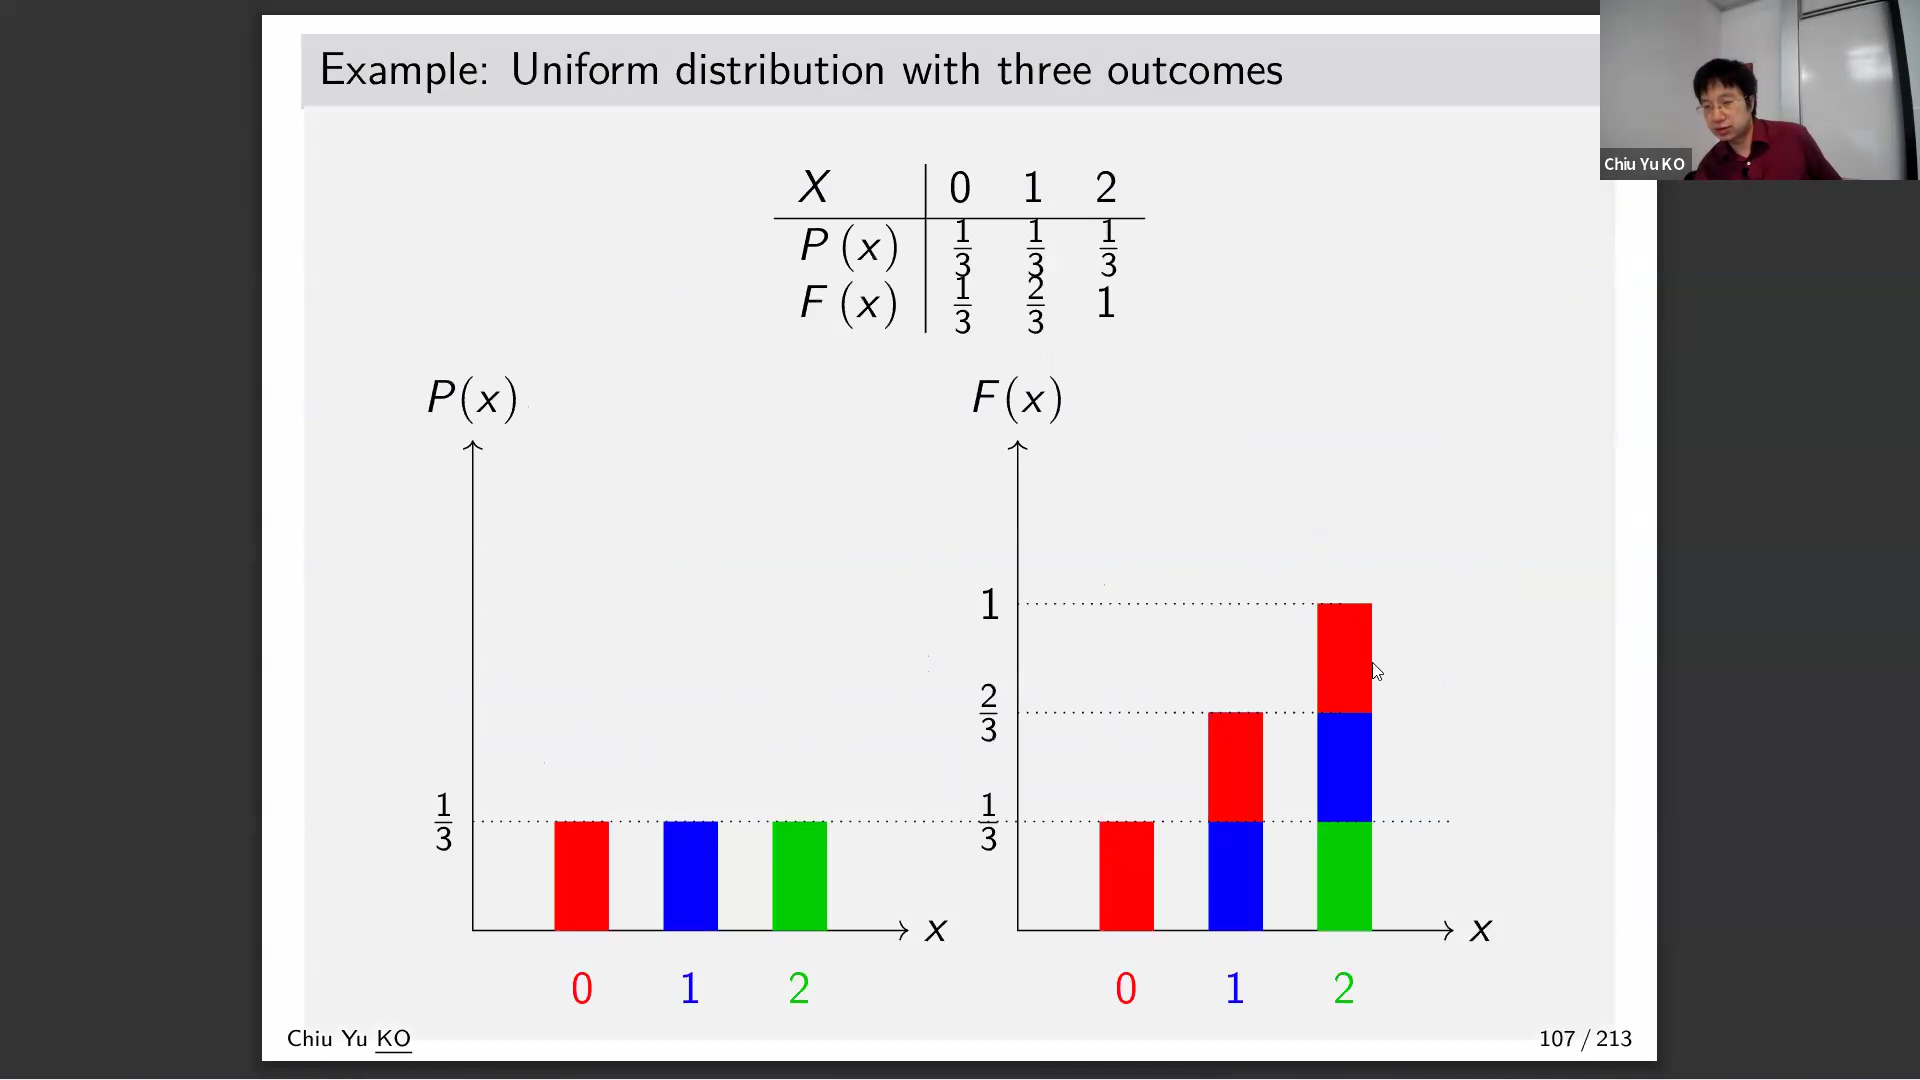 Example: Uniform distribution with three outcomes
Chiu Yu KO
X 0 1 2
P (x) 1/3 1/3 1/3
F (x) 1/3 2/3 1
P(x)
F(x)
1
2/3
1/3
1/3
x
x
0 1 2
0 1 2
Chiu Yu KO
107 / 213